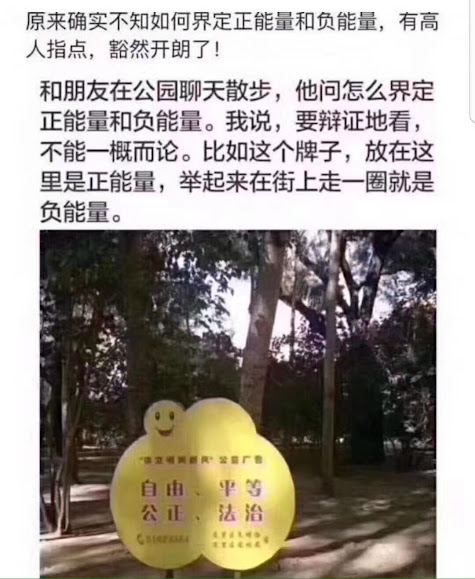 原来确实不知如何界定正能量和负能量，有高
人指点，豁然开朗了！
和朋友在公园聊天散步，他问怎么界定
正能量和负能量。我说，要辩证地看，
不能一概而论。比如这个牌子，放在这
里是正能量，举起来在街上走一圈就是
负能量。
公益广告
自由、平等
公正、法治